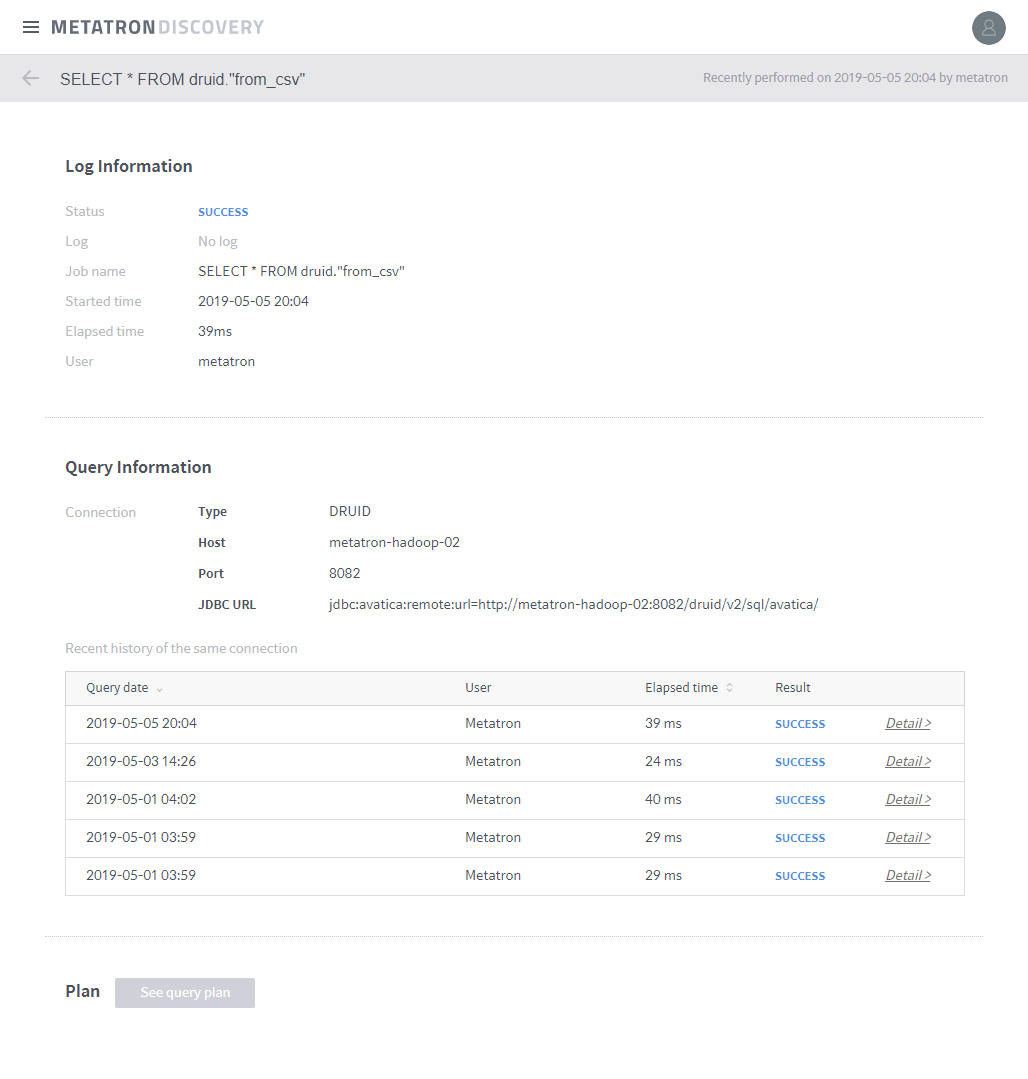 METATRONDISCOVERY
SELECT * FROM druid."from_csv"
Recently performed on 2019-05-05 20:04 by metatron
Log Information
Status SUCCESS
Log No log
Job name SELECT * FROM druid."from_csv"
Started time 2019-05-05 20:04
Elapsed time 39ms
User metatron
Query Information
Connection Type DRUID
Host metatron-hadoop-02
Port 8082
JDBC URL jdbc:avatica:remote:url=http://metatron-hadoop-02:8082/druid/v2/sql/avatica/
Recent history of the same connection
Query date User Elapsed time Result
2019-05-05 20:04 Metatron 39 ms SUCCESS Detail >
2019-05-03 14:26 Metatron 24 ms SUCCESS Detail >
2019-05-01 04:02 Metatron 40 ms SUCCESS Detail >
2019-05-01 03:59 Metatron 29 ms SUCCESS Detail >
2019-05-01 03:59 Metatron 29 ms SUCCESS Detail >
Plan See query plan